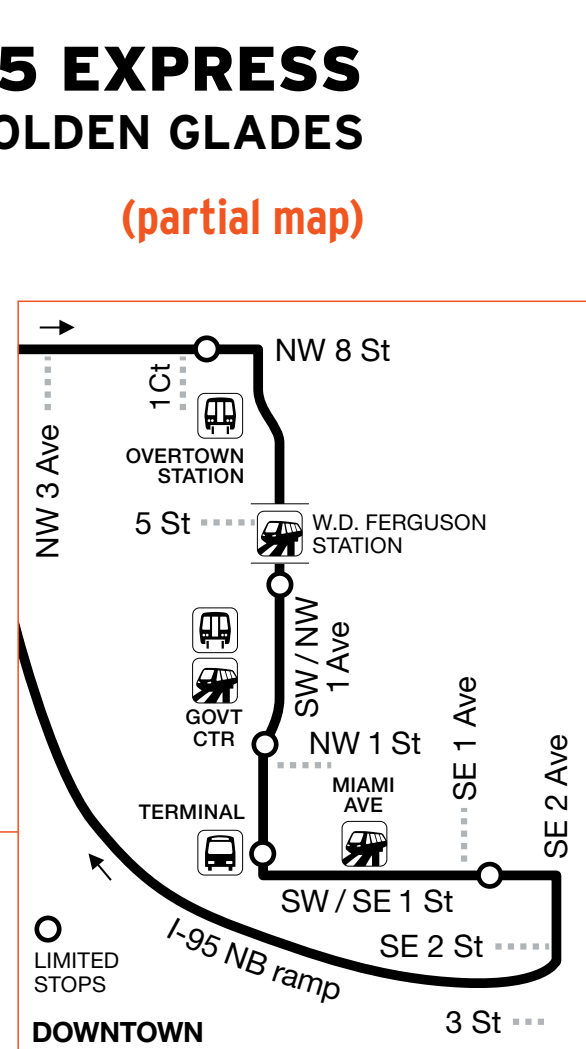 5 EXPRESS
OLDEN GLADES
(partial map)
NW 8 St
1 Ct
NW 3 Ave
OVERTOWN
STATION
5 St
W.D. FERGUSON
STATION
SW / NW
1 Ave
GOVT
CTR
NW 1 St
SE 1 Ave
SE 2 Ave
MIAMI
AVE
TERMINAL
SW / SE 1 St
I-95 NB ramp
SE 2 St
LIMITED
STOPS
3 St
DOWNTOWN